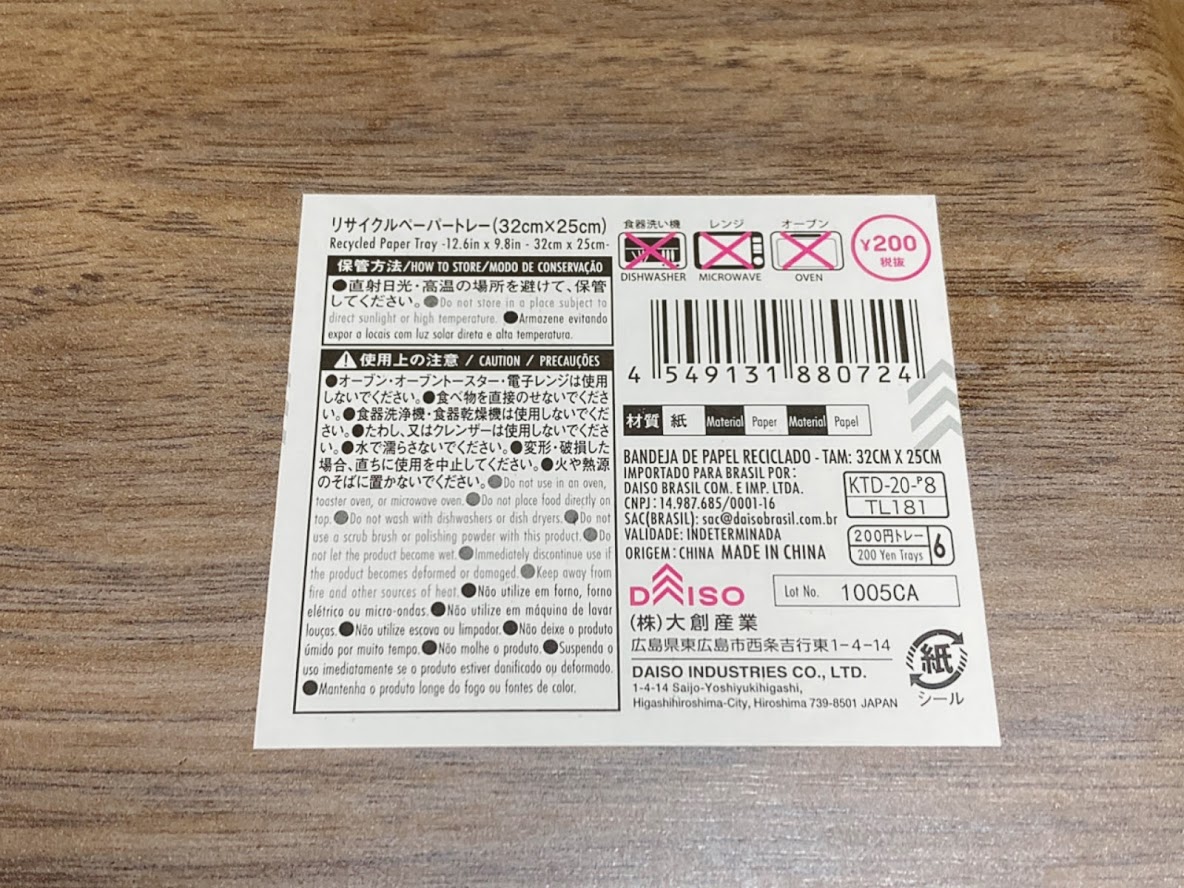 リサイクルペーパートレー(32cm×25cm)
Recycled Paper Tray -12.6in x 9.8in - 32cm x 25cm-
保管方法/HOW TO STORE/MODO DE CONSERVAÇÃO
●直射日光・高温の場所を避けて、保管
してください。●Do not store in a place subject to
direct sunlight or high temperature. ●Armazene evitando
expor a locais com luz solar direta e alta temperatura.
使用上の注意 / CAUTION / PRECAUÇÕES
●オーブン・オーブントースター・電子レンジは使用
しないでください。●食べ物を直接のせないでくださ
い。●食器洗浄機・食器乾燥機は使用しないでくだ
さい。●たわし、又はクレンザーは使用しないでくださ
い。●水で濡らさないでください。●変形・破損した
場合、直ちに使用を中止してください。●火や熱源
のそばに置かないでください。●Do not use in an oven,
toaster oven, or microwave oven. ●Do not place food directly on
top. ●Do not wash with dishwashers or dish dryers. ●Do not
use a scrub brush or polishing powder with this product. ●Do
not let the product become wet. ●Immediately discontinue use if
the product becomes deformed or damaged. ●Keep away from
fire and other sources of heat. ●Não utilize em forno, forno
elétrico ou micro-ondas. ●Não utilize em máquina de lavar
louças. ●Não utilize escova ou limpador. ●Não deixe o produto
úmido por muito tempo. ●Não molhe o produto. ●Suspenda o
uso imediatamente se o produto estiver danificado ou deformado.
●Mantenha o produto longe do fogo ou fontes de calor.
食器洗い機 レンジ オーブン
DISHWASHER MICROWAVE OVEN
¥200
税抜
4 549131 880724
材質 紙 Material Paper Material Papel
BANDEJA DE PAPEL RECICLADO - TAM: 32CM X 25CM
IMPORTADO PARA BRASIL POR:
DAISO BRASIL COM. E IMP. LTDA.
CNPJ: 14.987.685/0001-16
SAC(BRASIL): sac@daisobrasil.com.br
VALIDADE: INDETERMINADA
ORIGEM: CHINA MADE IN CHINA
KTD-20-P8
TL181
200円トレー
200 Yen Trays
6
DAISO
Lot No. 1005CA
(株)大創産業
広島県東広島市西条吉行東1-4-14
DAISO INDUSTRIES CO., LTD.
1-4-14 Saijo-Yoshiyukihigashi,
Higashihiroshima-City, Hiroshima 739-8501 JAPAN
紙
シール